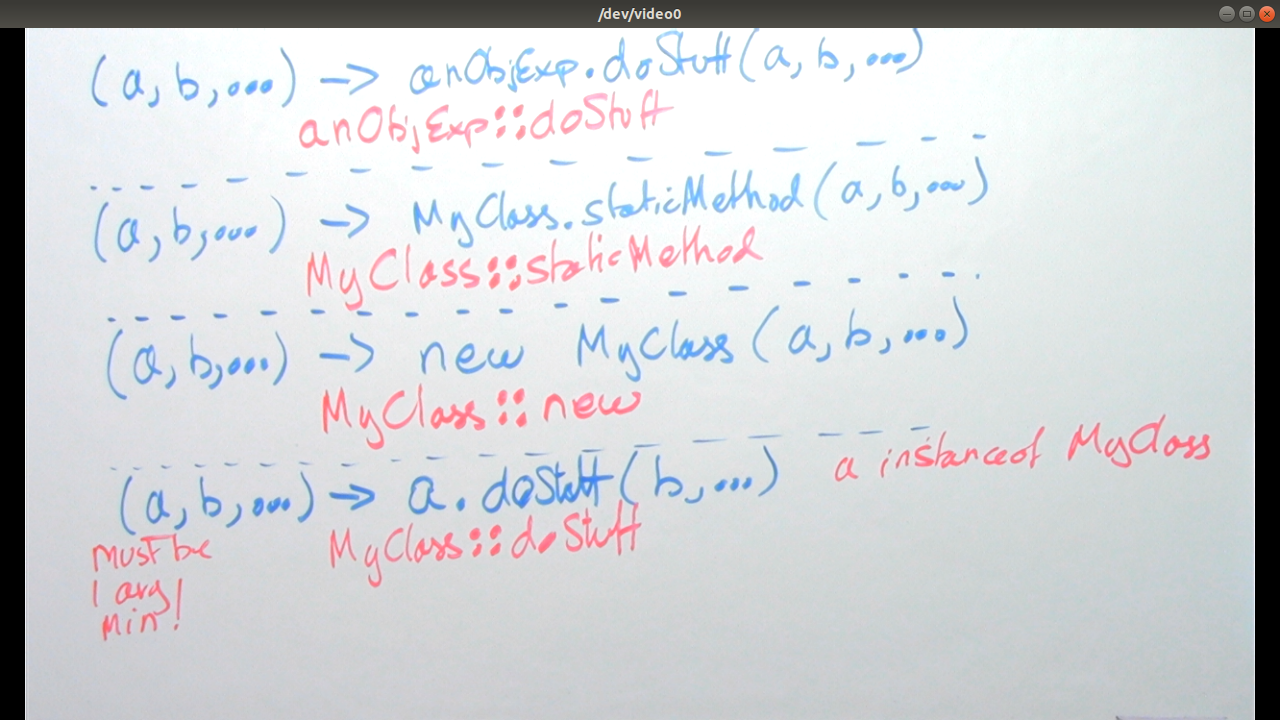 /dev/video0
(a, b, ...) -> anObjExp.doStuff(a, b, ...)
anObjExp::doStuff
(a, b, ...) -> MyClass.staticMethod(a, b, ...)
MyClass::staticMethod
(a, b, ...) -> new MyClass(a, b, ...)
MyClass::new
(a, b, ...) -> a.doStuff(b, ...) a instanceof MyClass
MyClass::doStuff
must be
1 arg
min!